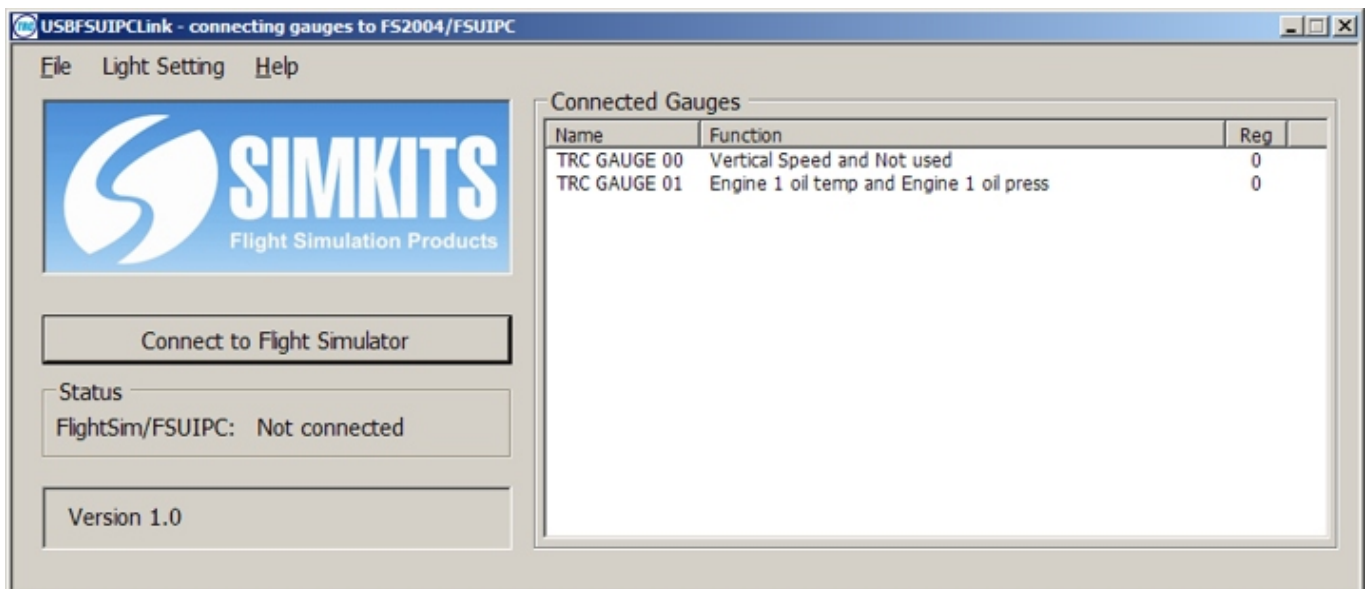 USBFSUIPCLink - connecting gauges to FS2004/FSUIPC
File Light Setting Help
SIMKITS
Flight Simulation Products
Connect to Flight Simulator
Status
FlightSim/FSUIPC: Not connected
Version 1.0
Connected Gauges
Name Function Reg
TRC GAUGE 00 Vertical Speed and Not used 0
TRC GAUGE 01 Engine 1 oil temp and Engine 1 oil press 0